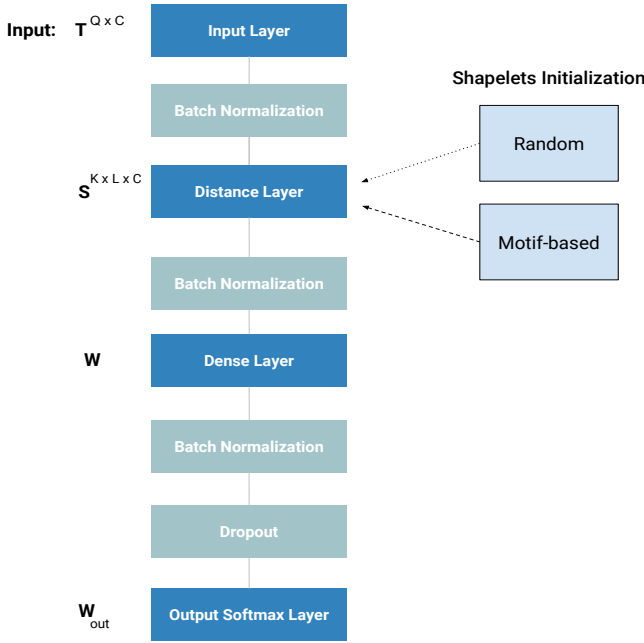 Input: T Q x C
Input Layer
Batch Normalization
Shapelets Initialization
Random
S K x L x C
Distance Layer
Motif-based
Batch Normalization
W
Dense Layer
Batch Normalization
Dropout
W out
Output Softmax Layer